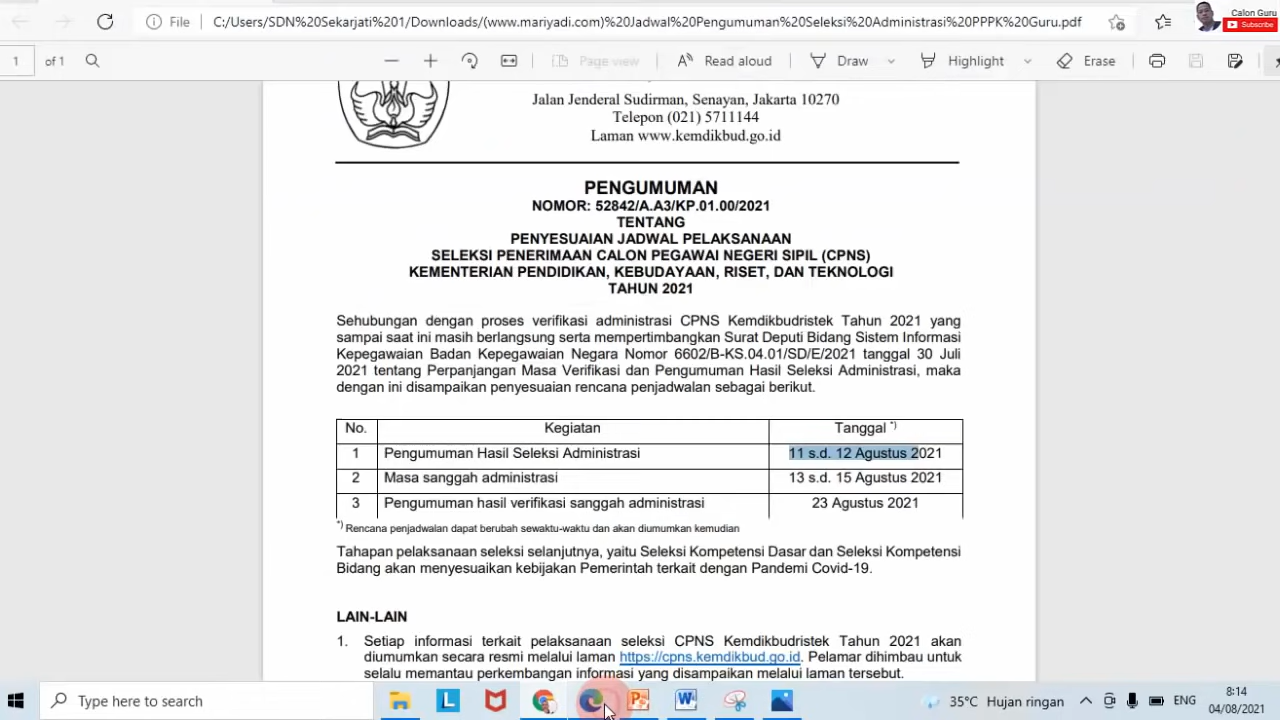 File
C:/Users/SDN%20Sekarjati%201/Downloads/(www.mariyadi.com)%20Jadwal%20Pengumuman%20Seleksi%20Administrasi%20PPPK%20Guru.pdf
Calon Guru
Subscribe
1 of 1
Page view
Read aloud
Draw
Highlight
Erase
Jalan Jenderal Sudirman, Senayan, Jakarta 10270
Telepon (021) 5711144
Laman www.kemdikbud.go.id
PENGUMUMAN
NOMOR: 52842/A.A3/KP.01.00/2021
TENTANG
PENYESUAIAN JADWAL PELAKSANAAN
SELEKSI PENERIMAAN CALON PEGAWAI NEGERI SIPIL (CPNS)
KEMENTERIAN PENDIDIKAN, KEBUDAYAAN, RISET, DAN TEKNOLOGI
TAHUN 2021
Sehubungan dengan proses verifikasi administrasi CPNS Kemdikbudristek Tahun 2021 yang
sampai saat ini masih berlangsung serta mempertimbangkan Surat Deputi Bidang Sistem Informasi
Kepegawaian Badan Kepegawaian Negara Nomor 6602/B-KS.04.01/SD/E/2021 tanggal 30 Juli
2021 tentang Perpanjangan Masa Verifikasi dan Pengumuman Hasil Seleksi Administrasi, maka
dengan ini disampaikan penyesuaian rencana penjadwalan sebagai berikut.
No. Kegiatan Tanggal *)
1 Pengumuman Hasil Seleksi Administrasi 11 s.d. 12 Agustus 2021
2 Masa sanggah administrasi 13 s.d. 15 Agustus 2021
3 Pengumuman hasil verifikasi sanggah administrasi 23 Agustus 2021
*) Rencana penjadwalan dapat berubah sewaktu-waktu dan akan diumumkan kemudian
Tahapan pelaksanaan seleksi selanjutnya, yaitu Seleksi Kompetensi Dasar dan Seleksi Kompetensi
Bidang akan menyesuaikan kebijakan Pemerintah terkait dengan Pandemi Covid-19.
LAIN-LAIN
1. Setiap informasi terkait pelaksanaan seleksi CPNS Kemdikbudristek Tahun 2021 akan
diumumkan secara resmi melalui laman https://cpns.kemdikbud.go.id. Pelamar dihimbau untuk
selalu memantau perkembangan informasi yang disampaikan melalui laman tersebut.
Type here to search
35°C Hujan ringan
ENG
8:14
04/08/2021